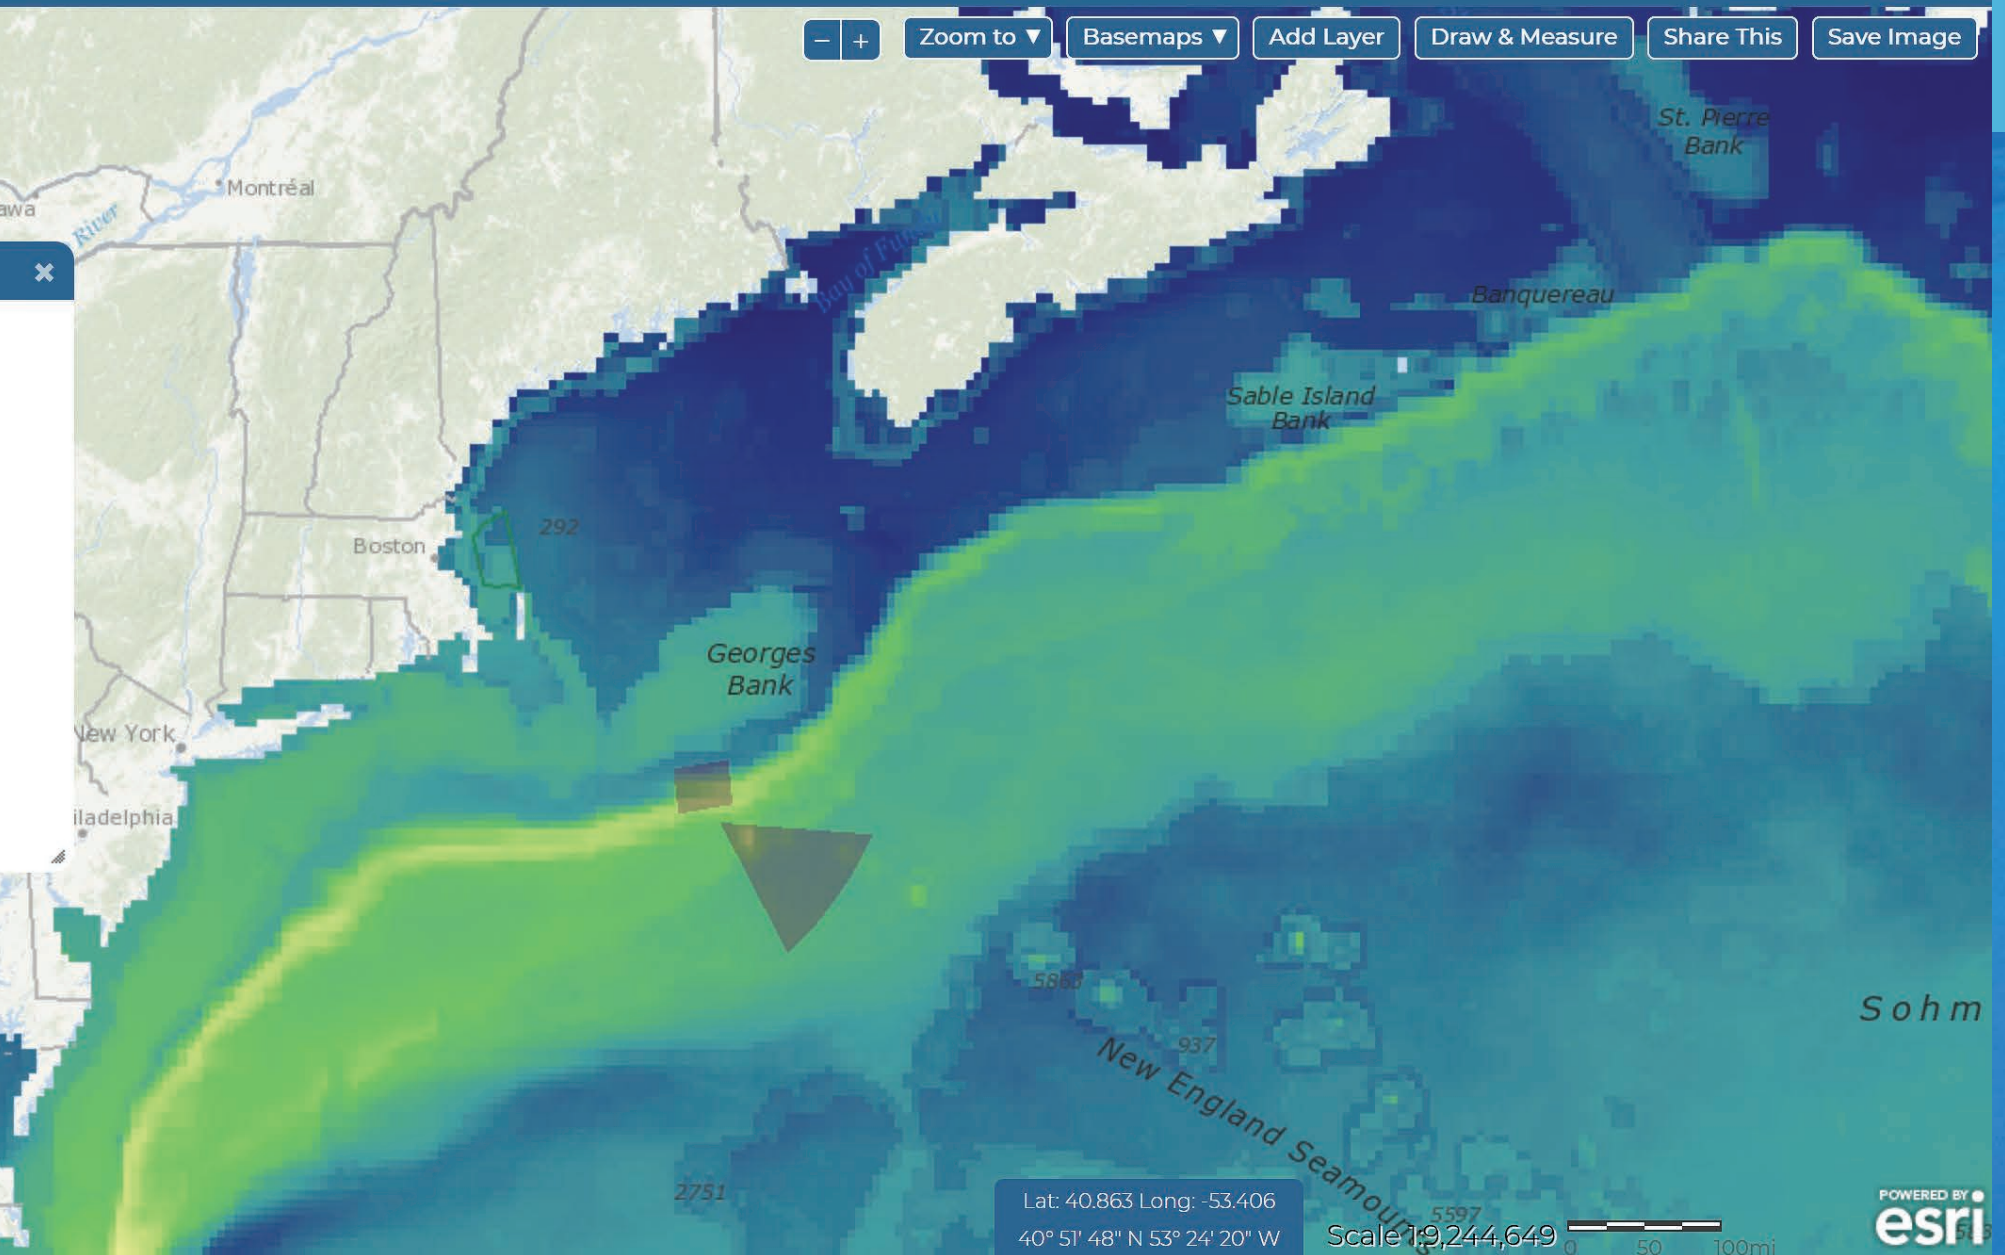 − + Zoom to ▼ Basemaps ▼ Add Layer Draw & Measure Share This Save Image
St. Pierre
Bank
Montréal
awa
River
Bay of Fundy
Banquereau
Sable Island
Bank
292
Boston
Georges
Bank
New York
iladelphia
5863
Sohm
937
New England Seamounts
2751
Lat: 40.863 Long: -53.406
40° 51' 48" N 53° 24' 20" W
5597
Scale 1:9,244,649
0 50 100mi
POWERED BY
esri